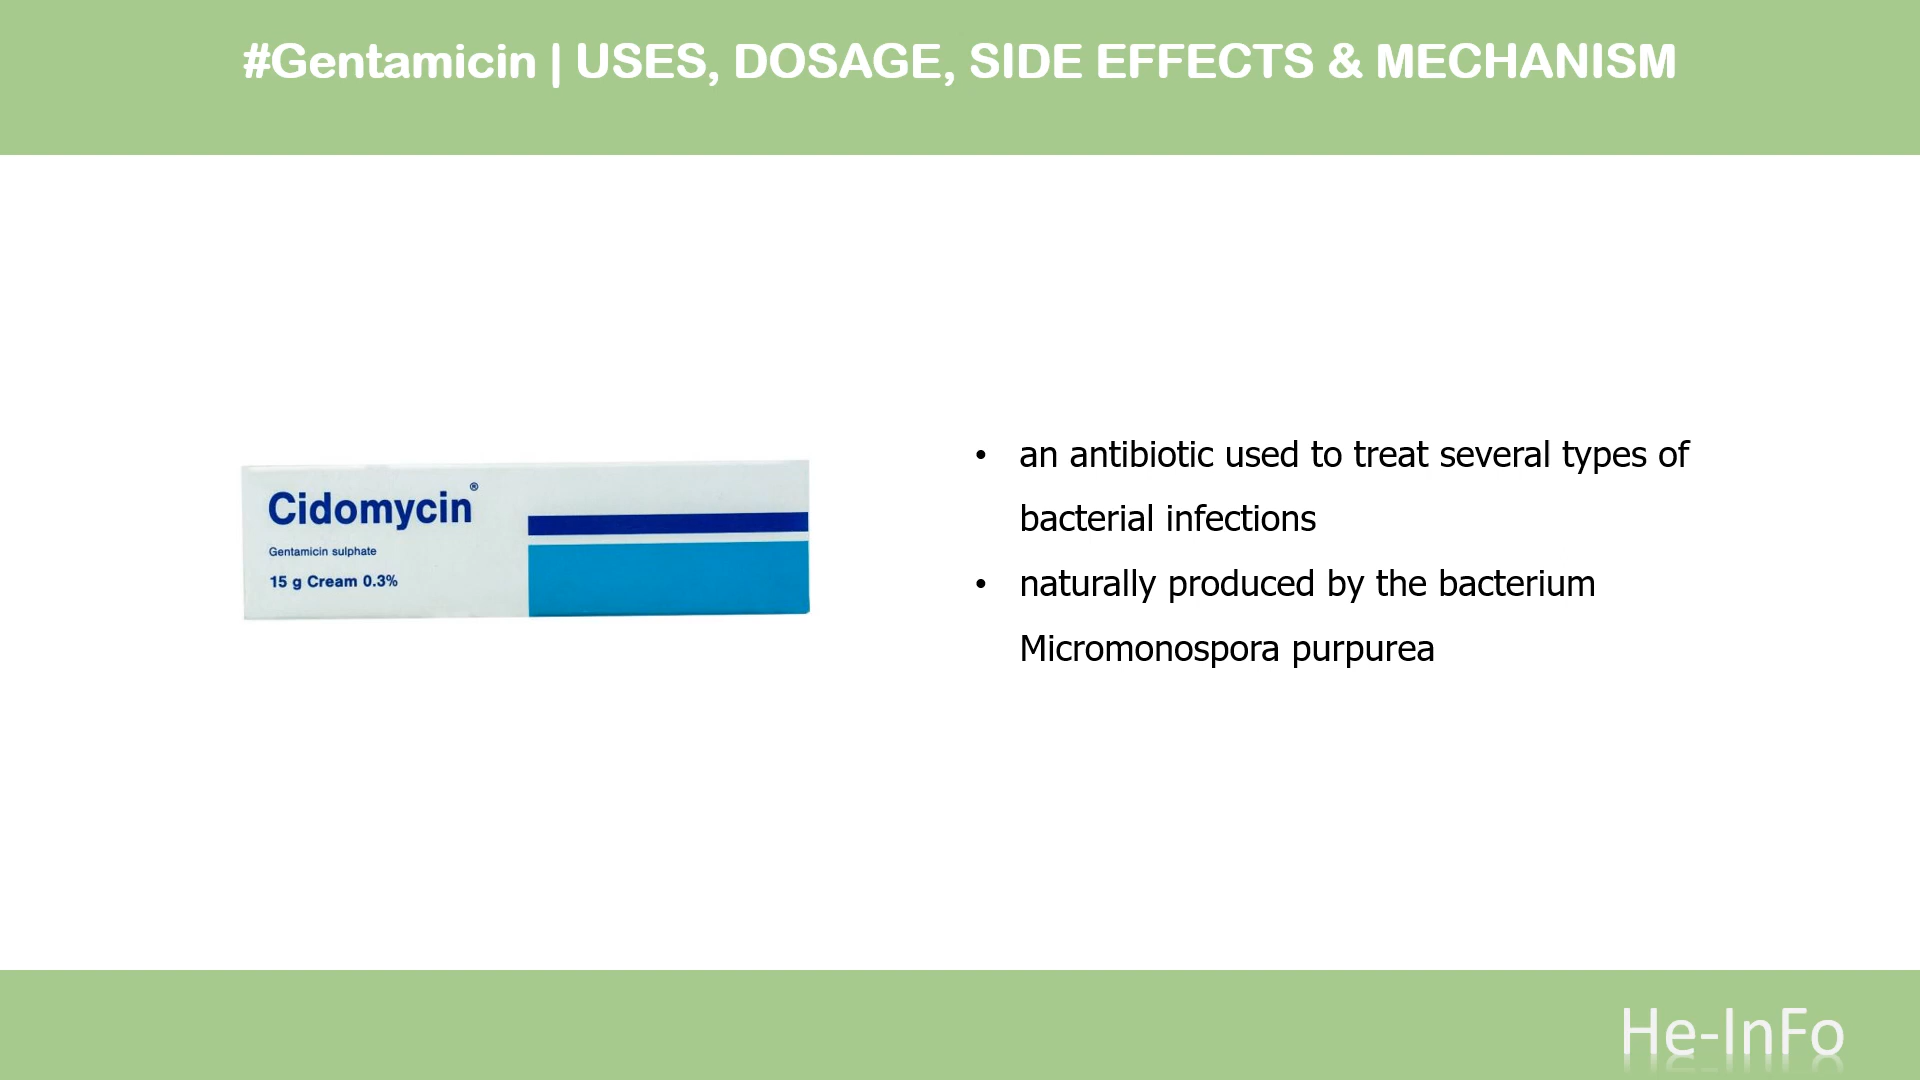 #Gentamicin | USES, DOSAGE, SIDE EFFECTS & MECHANISM
Cidomycin®
Gentamicin sulphate
15 g Cream 0.3%
• an antibiotic used to treat several types of
bacterial infections
• naturally produced by the bacterium
Micromonospora purpurea
He-InFo